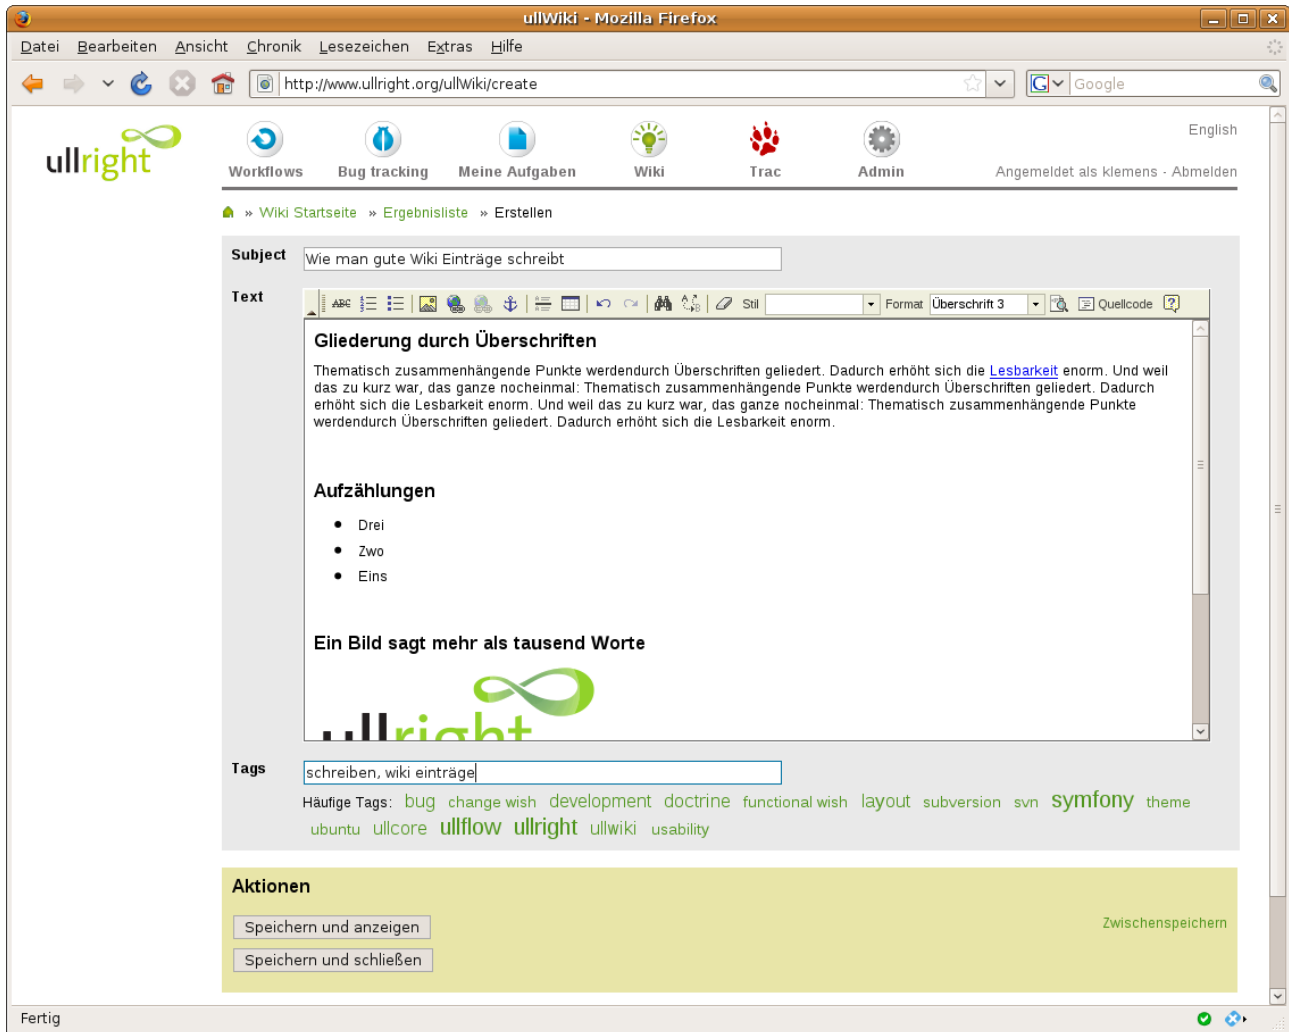 ullWiki - Mozilla Firefox
Datei Bearbeiten Ansicht Chronik Lesezeichen Extras Hilfe
http://www.ullright.org/ullWiki/create
G Google
ullright
English
Workflows Bug tracking Meine Aufgaben Wiki Trac Admin
Angemeldet als klemens - Abmelden
» Wiki Startseite » Ergebnisliste » Erstellen
Subject Wie man gute Wiki Einträge schreibt
Text
ABC Stil Format Überschrift 3 Quellcode
Gliederung durch Überschriften
Thematisch zusammenhängende Punkte werdendurch Überschriften geliedert. Dadurch erhöht sich die Lesbarkeit enorm. Und weil
das zu kurz war, das ganze nocheinmal: Thematisch zusammenhängende Punkte werdendurch Überschriften geliedert. Dadurch
erhöht sich die Lesbarkeit enorm. Und weil das zu kurz war, das ganze nocheinmal: Thematisch zusammenhängende Punkte
werdendurch Überschriften geliedert. Dadurch erhöht sich die Lesbarkeit enorm.
Aufzählungen
• Drei
• Zwo
• Eins
Ein Bild sagt mehr als tausend Worte
ullright
Tags schreiben, wiki einträge
Häufige Tags: bug change wish development doctrine functional wish layout subversion svn symfony theme
ubuntu ullcore ullflow ullright ullwiki usability
Aktionen
Speichern und anzeigen
Zwischenspeichern
Speichern und schließen
Fertig